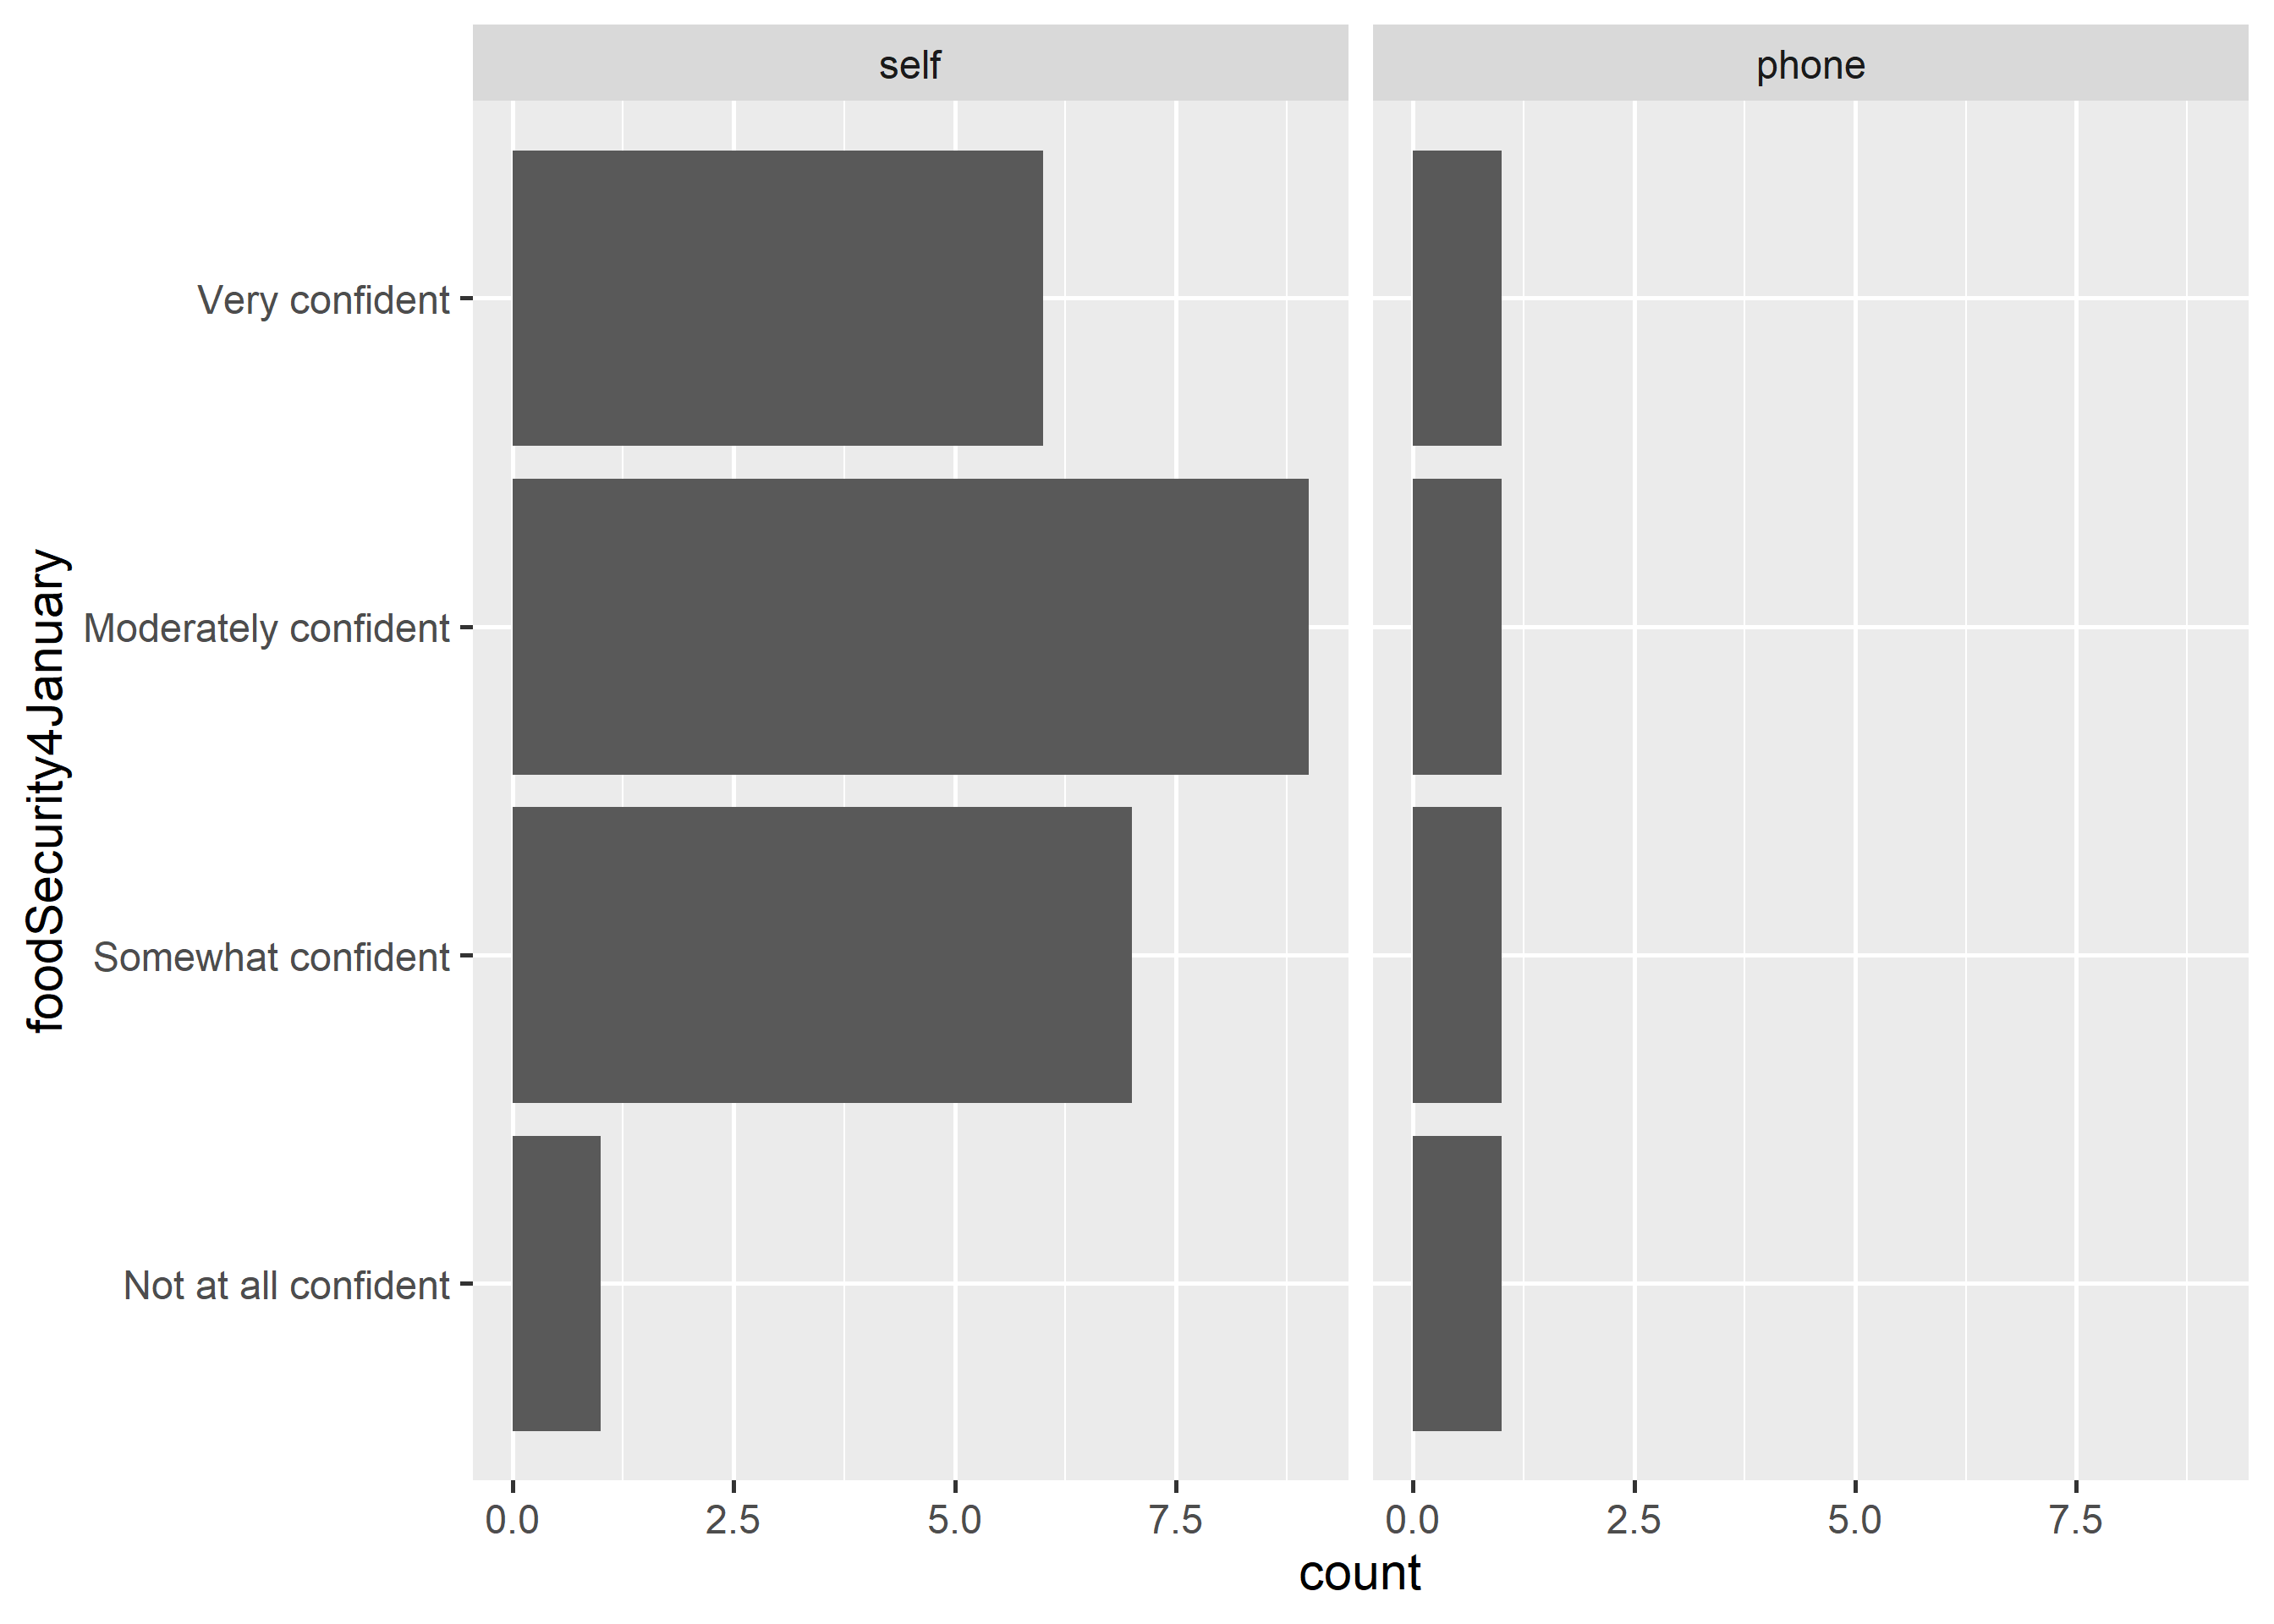 self
phone
foodSecurity4January
Very confident
Moderately confident
Somewhat confident
Not at all confident
0.0 2.5 5.0 7.5
0.0 2.5 5.0 7.5
count